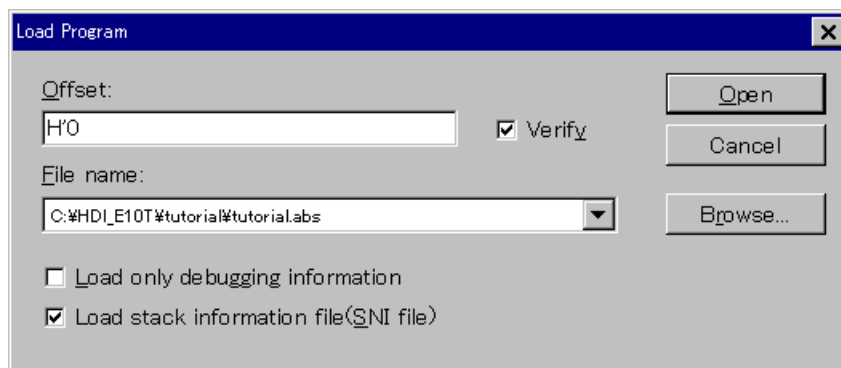 Load Program
Offset:
H'0
Verify
Open
Cancel
File name:
C:¥HDI_E10T¥tutorial¥tutorial.abs
Browse...
Load only debugging information
Load stack information file(SNI file)